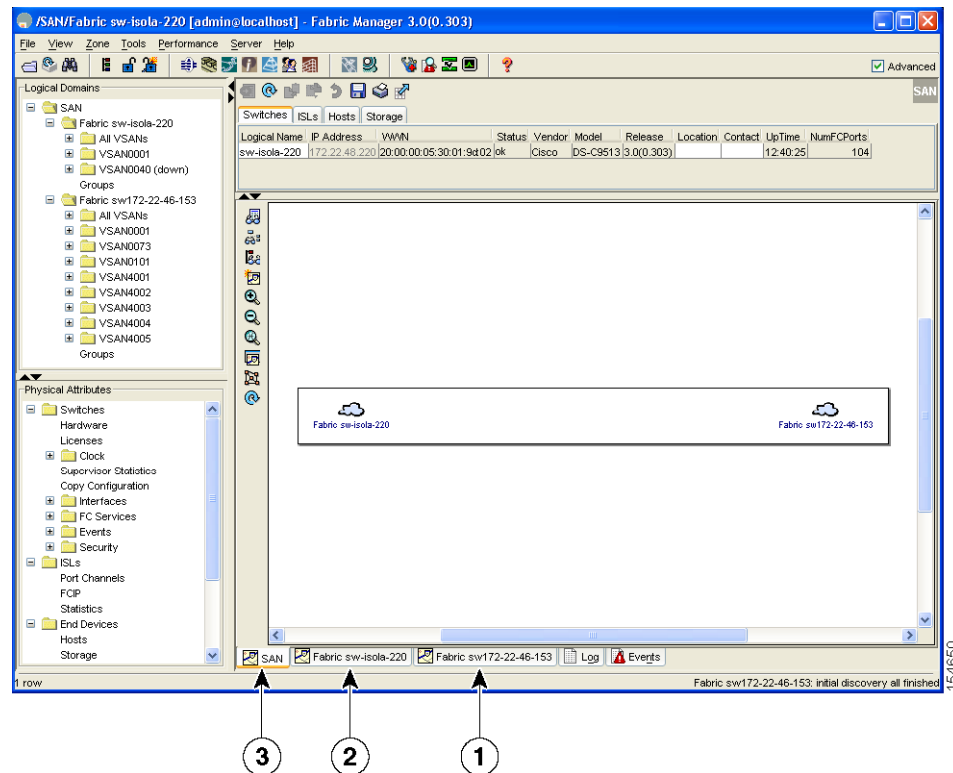 /SAN/Fabric sw-isola-220 [admin@localhost] - Fabric Manager 3.0(0.303)
File View Zone Tools Performance Server Help
Advanced
Logical Domains
SAN
Fabric sw-isola-220
All VSANs
VSAN0001
VSAN0040 (down)
Groups
Fabric sw172-22-46-153
All VSANs
VSAN0001
VSAN0073
VSAN0101
VSAN4001
VSAN4002
VSAN4003
VSAN4004
VSAN4005
Groups
Physical Attributes
Switches
Hardware
Licenses
Clock
Supervisor Statistics
Copy Configuration
Interfaces
FC Services
Events
Security
ISLs
Port Channels
FCIP
Statistics
End Devices
Hosts
Storage
SAN
Switches ISLs Hosts Storage
Logical Name IP Address WWN Status Vendor Model Release Location Contact UpTime NumFCPorts
sw-isola-220 172.22.48.220 20:00:00:05:30:01:9d:02 ok Cisco DS-C9513 3.0(0.303) 12:40:25 104
Fabric sw-isola-220
Fabric sw172-22-46-153
SAN Fabric sw-isola-220 Fabric sw172-22-46-153 Log Events
1 row
Fabric sw172-22-46-153: initial discovery all finished
154650
3 2 1